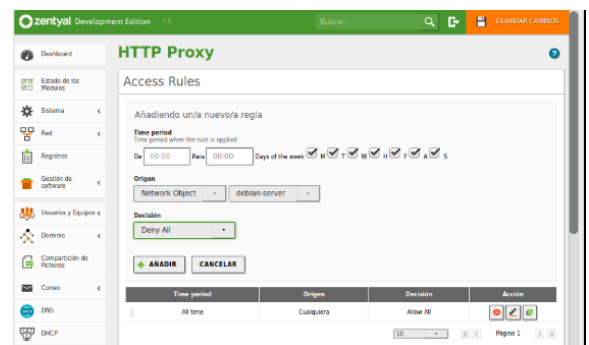 zentyal Development Edition 5.0
Buscar...
GUARDAR CAMBIOS
Dashboard
Estado de los
Módulos
Sistema
Red
Registros
Gestión de
software
Usuarios y Equipos
Dominio
Compartición de
Ficheros
Correo
DNS
DHCP
HTTP Proxy
Access Rules
Añadiendo un/a nuevo/a regla
Time period
Time period when the rule is applied
De 00:00 Para 00:00 Days of the week M T W H F A S
Origen
Network Object debian-server
Decisión
Deny All
+ AÑADIR CANCELAR
Time period Origen Decisión Acción
All time Cualquiera Allow All
10 Página 1